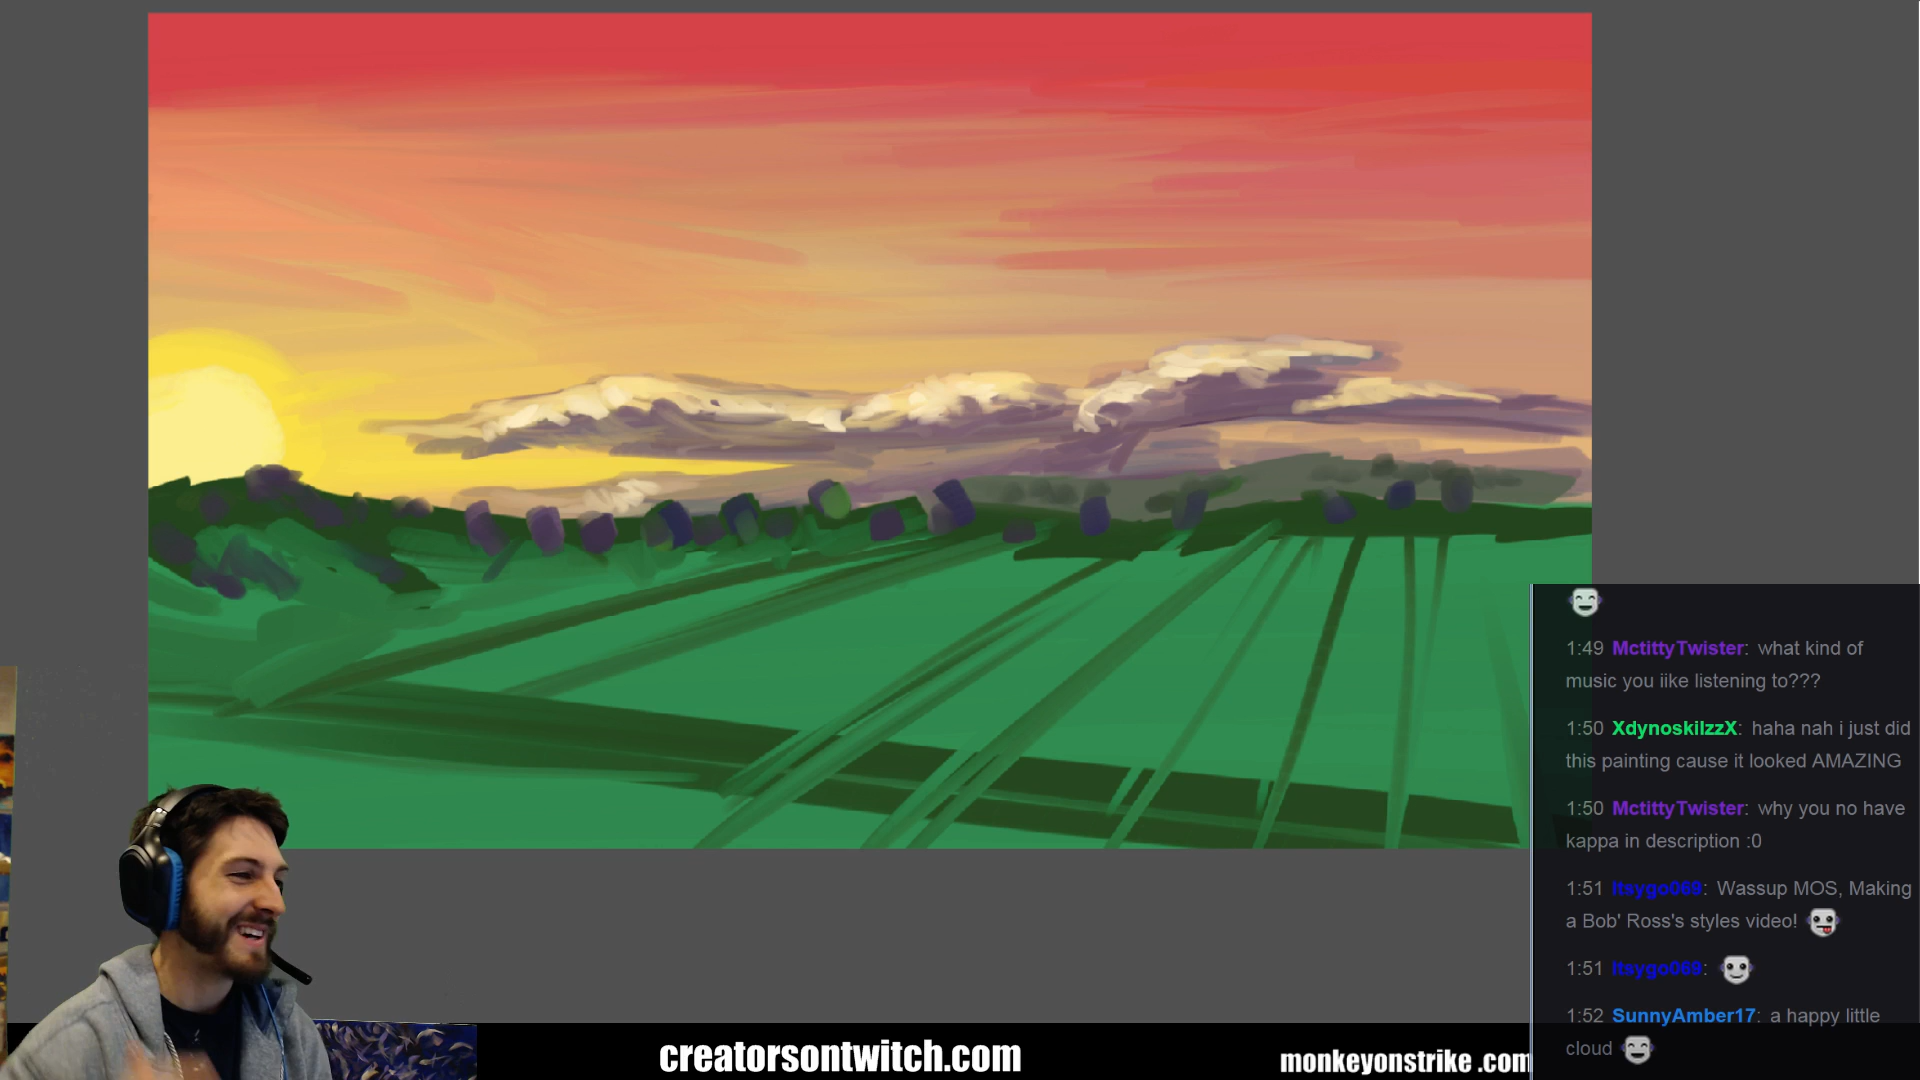 1:49 MctittyTwister: what kind of
music you iike listening to???
1:50 XdynoskilzzX: haha nah i just did
this painting cause it looked AMAZING
1:50 MctittyTwister: why you no have
kappa in description :0
1:51 Itsygo069: Wassup MOS, Making
a Bob' Ross's styles video!
1:51 Itsygo069:
1:52 SunnyAmber17: a happy little
cloud
creatorsontwitch.com
monkeyonstrike .com